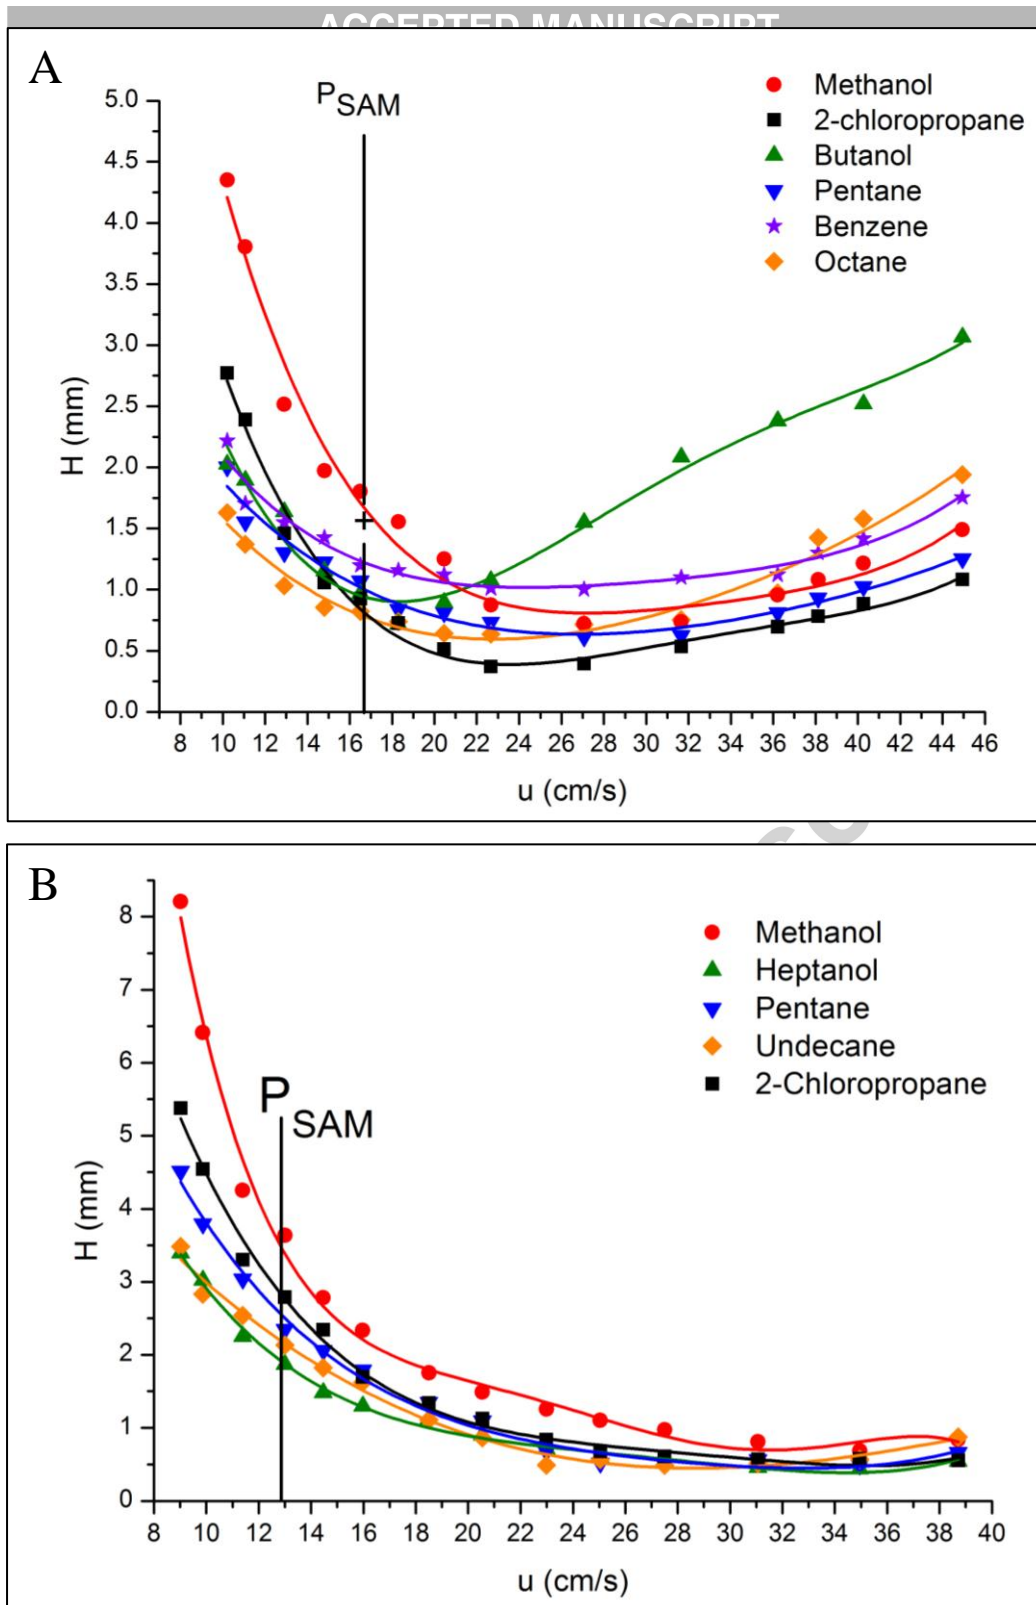 ACCEPTED MANUSCRIPT
A
P SAM
Methanol
2-chloropropane
Butanol
Pentane
Benzene
Octane
5.0
4.5
4.0
3.5
3.0
2.5
2.0
1.5
1.0
0.5
0.0
H (mm)
8 10 12 14 16 18 20 22 24 26 28 30 32 34 36 38 40 42 44 46
u (cm/s)
B
P SAM
Methanol
Heptanol
Pentane
Undecane
2-Chloropropane
8
7
6
5
4
3
2
1
0
H (mm)
8 10 12 14 16 18 20 22 24 26 28 30 32 34 36 38 40
u (cm/s)